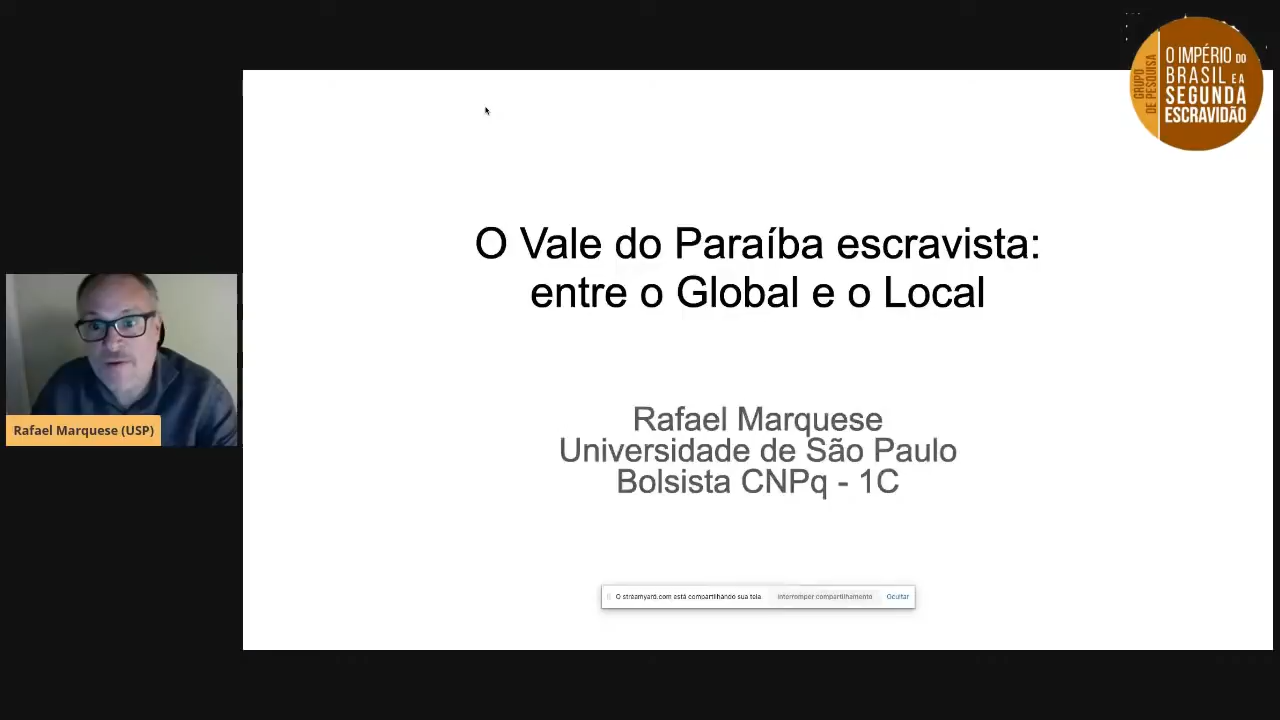 GRUPO
DE PESQUISA
O IMPÉRIO DO
BRASIL E A
SEGUNDA
ESCRAVIDÃO
O Vale do Paraíba escravista:
entre o Global e o Local
Rafael Marquese
Universidade de São Paulo
Bolsista CNPq - 1C
Rafael Marquese (USP)
O streamyard.com está compartilhando sua tela. Interromper compartilhamento Ocultar